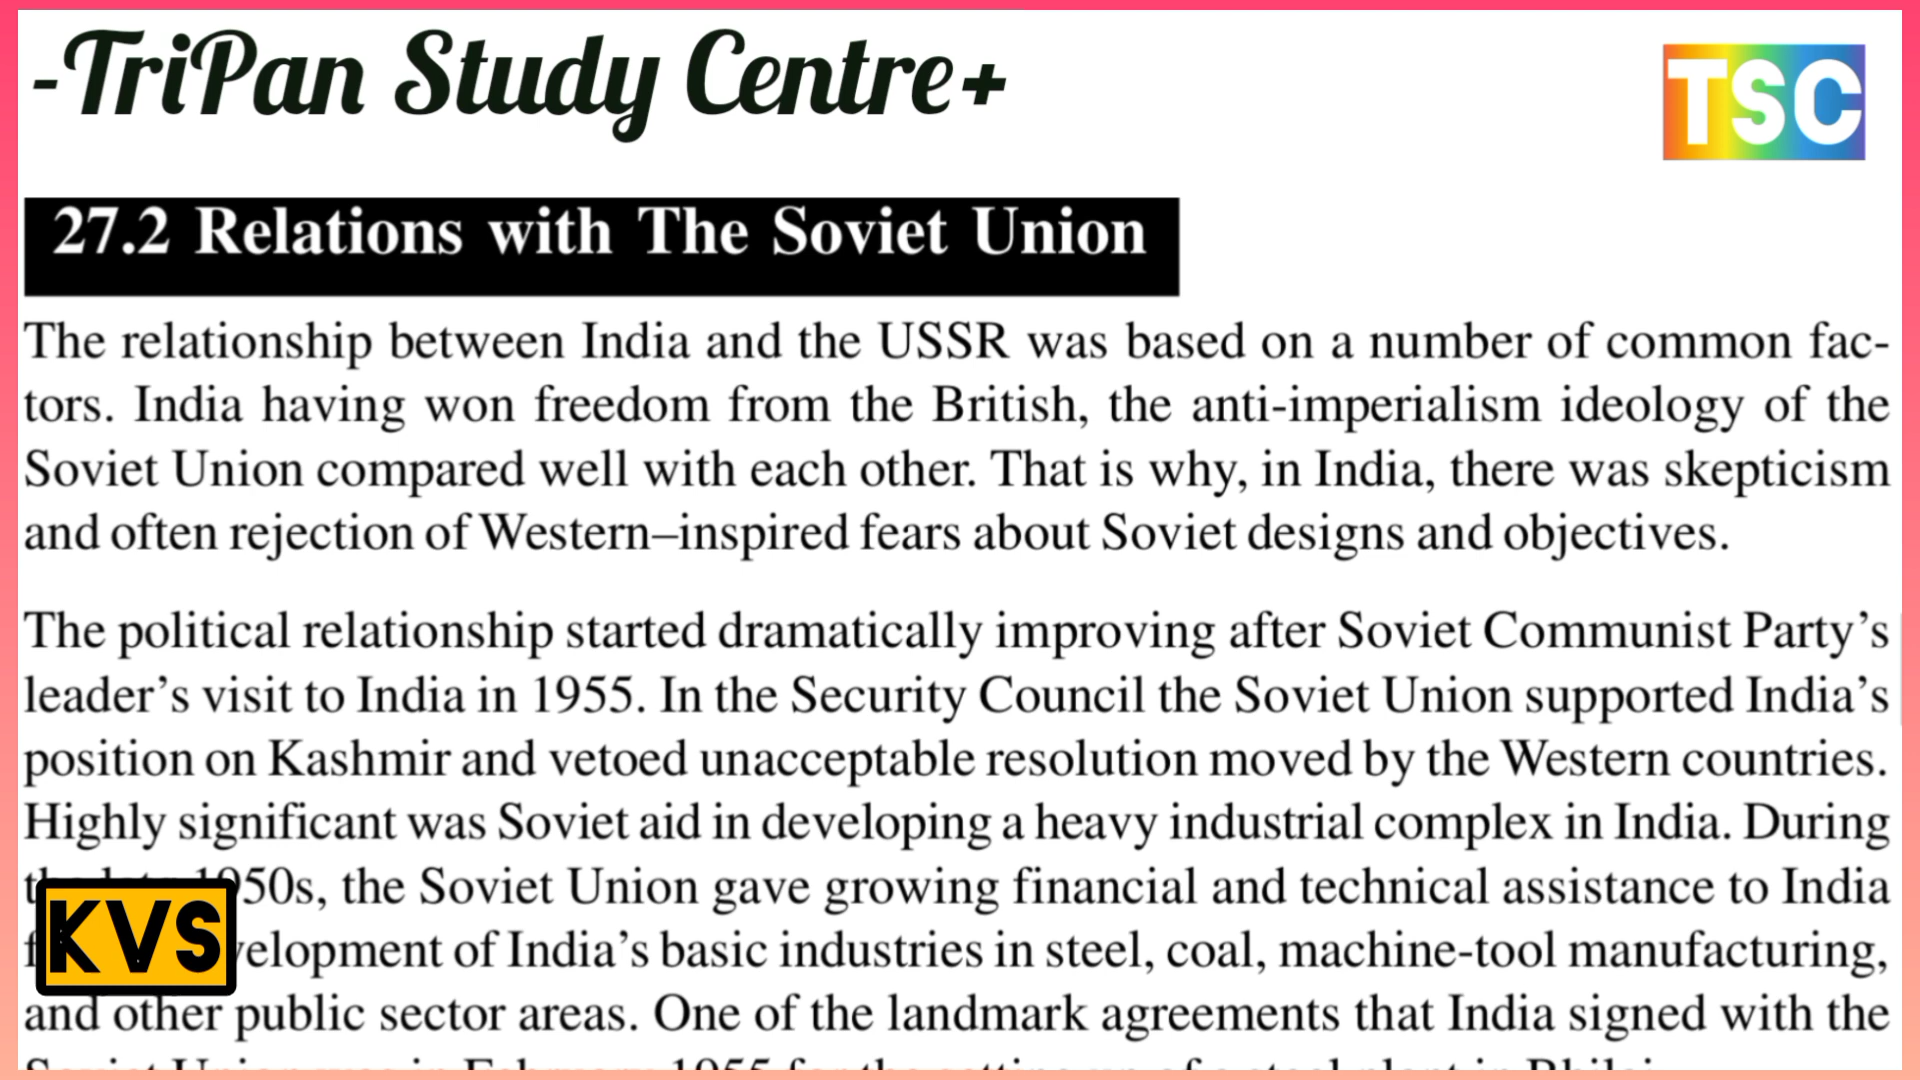 -TriPan Study Centre+
TSC
27.2 Relations with The Soviet Union
The relationship between India and the USSR was based on a number of common fac-
tors. India having won freedom from the British, the anti-imperialism ideology of the
Soviet Union compared well with each other. That is why, in India, there was skepticism
and often rejection of Western–inspired fears about Soviet designs and objectives.
The political relationship started dramatically improving after Soviet Communist Party’s
leader’s visit to India in 1955. In the Security Council the Soviet Union supported India’s
position on Kashmir and vetoed unacceptable resolution moved by the Western countries.
Highly significant was Soviet aid in developing a heavy industrial complex in India. During
the Soviet Union gave growing financial and technical assistance to India
of India’s basic industries in steel, coal, machine-tool manufacturing,
and other public sector areas. One of the landmark agreements that India signed with the
KVS